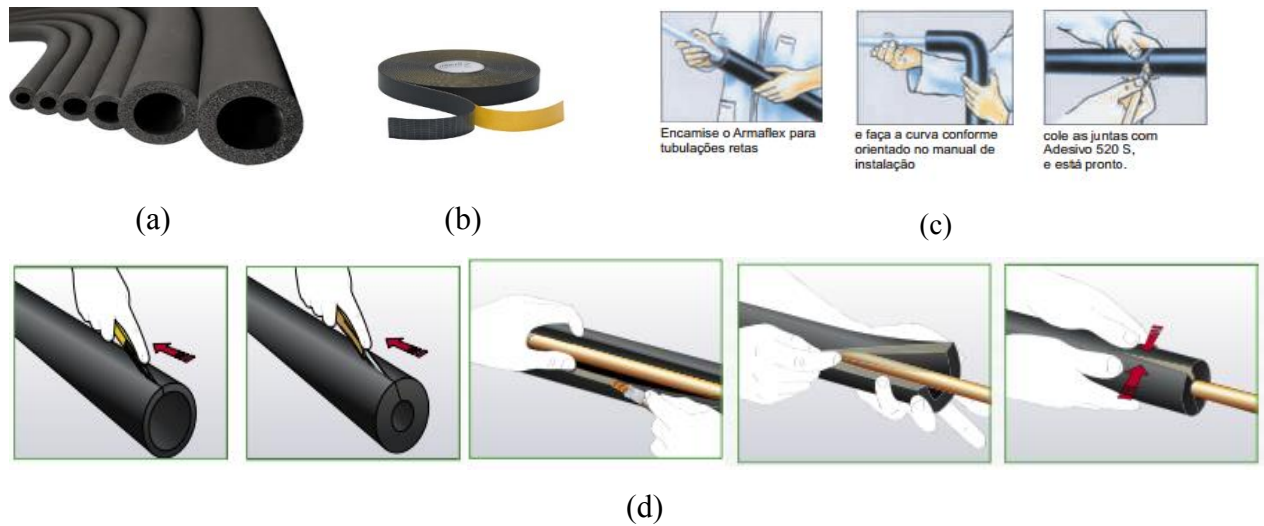 Encamise o Armaflex para
tubulações retas
e faça a curva conforme
orientado no manual de
instalação
cole as juntas com
Adesivo 520 S,
e está pronto.
(a)
(b)
(c)
(d)